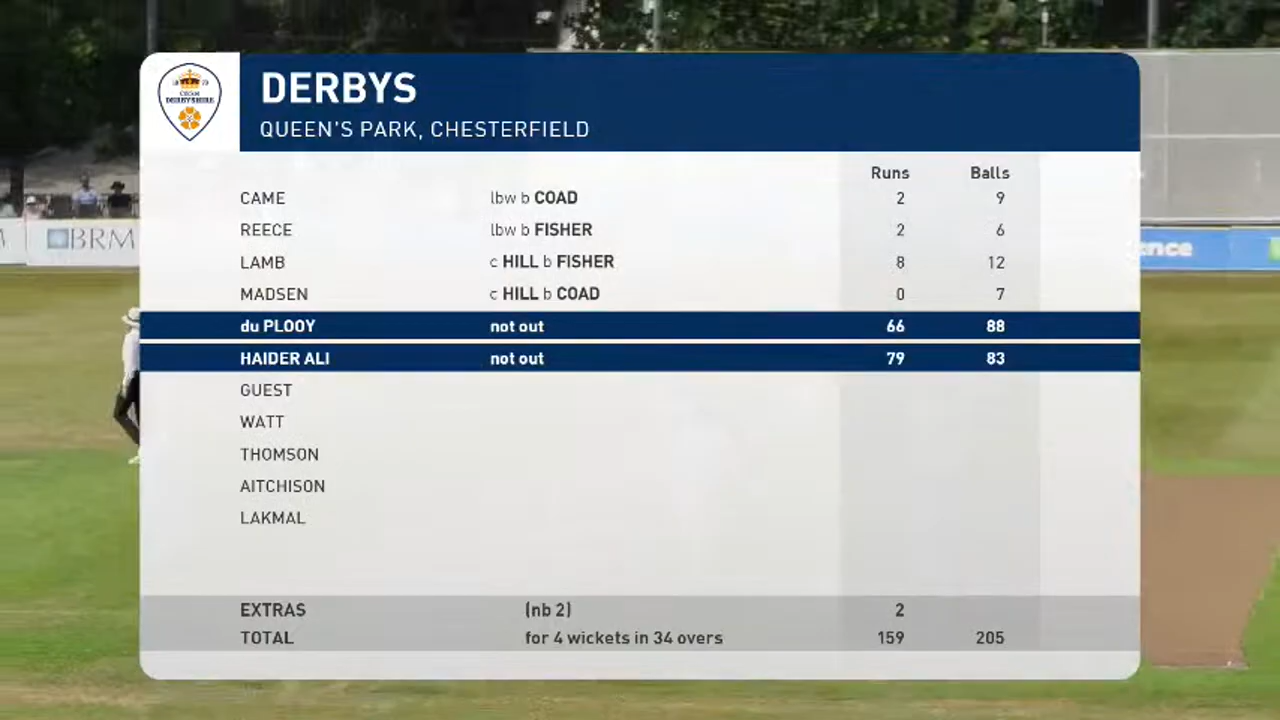 DERBYS
QUEEN'S PARK, CHESTERFIELD
Runs Balls
CAME lbw b COAD 2 9
REECE lbw b FISHER 2 6
LAMB c HILL b FISHER 8 12
MADSEN c HILL b COAD 0 7
du PLOOY not out 66 88
HAIDER ALI not out 79 83
GUEST
WATT
THOMSON
AITCHISON
LAKMAL
EXTRAS (nb 2) 2
TOTAL for 4 wickets in 34 overs 159 205
DERBYSHIRE
BRM
ence